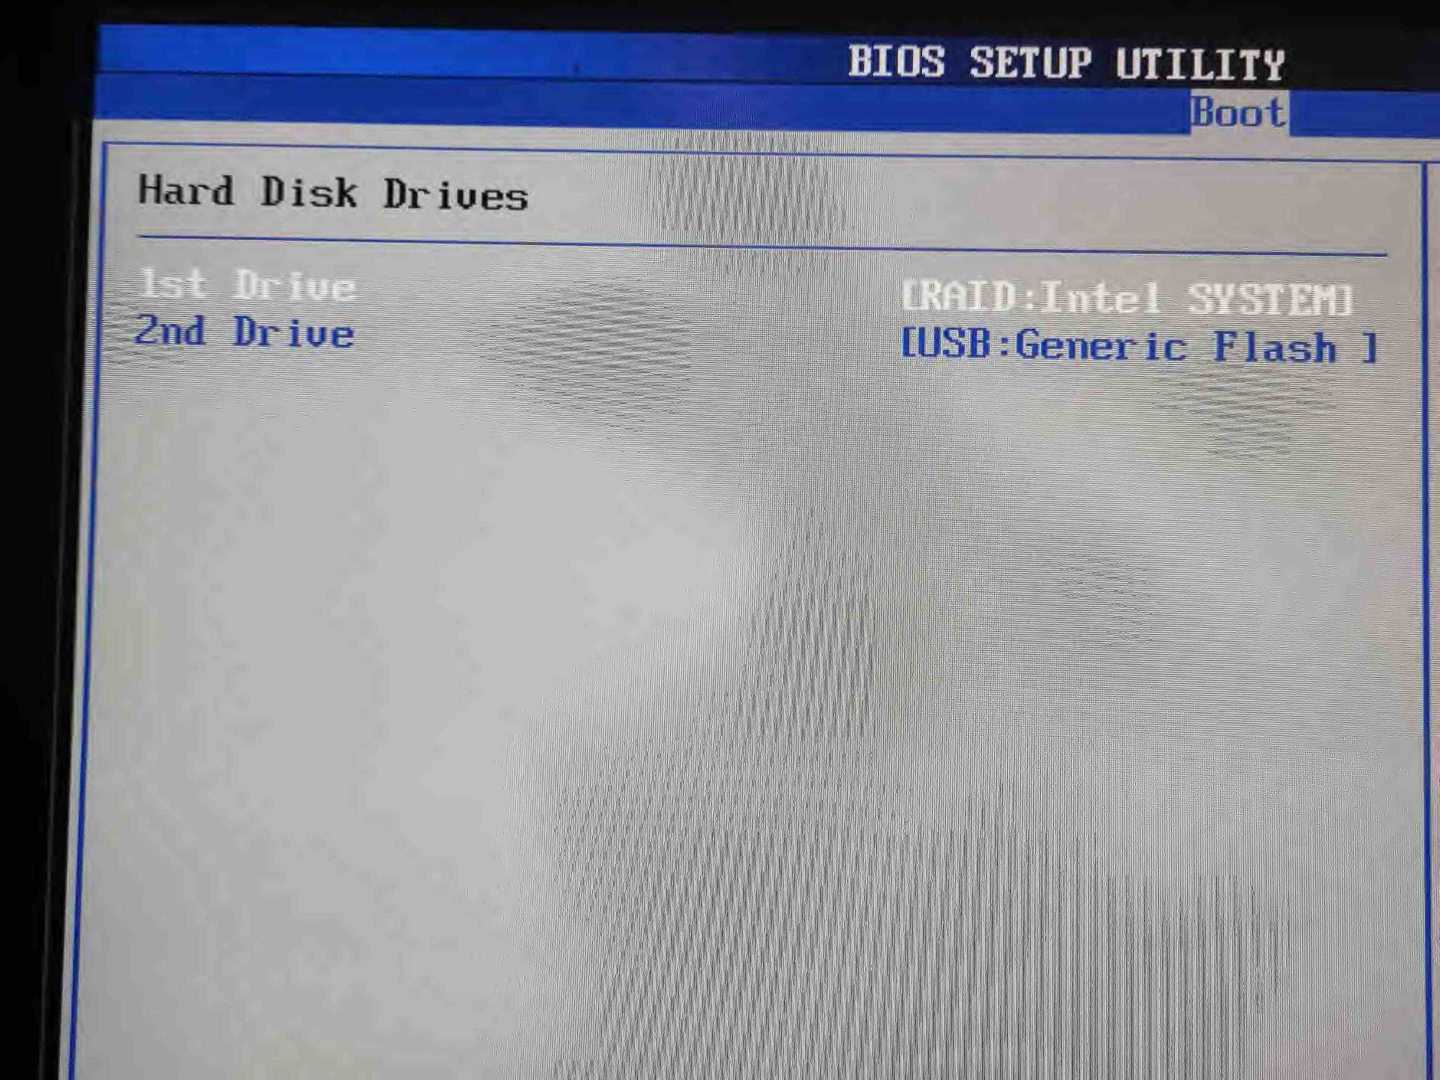 BIOS SETUP UTILITY
Boot
Hard Disk Drives
1st Drive [RAID:Intel SYSTEM]
2nd Drive [USB:Generic Flash ]